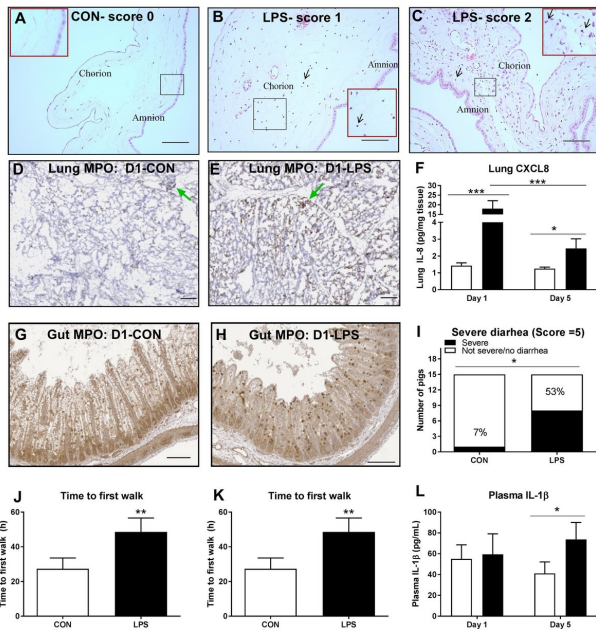 A CON- score 0
Chorion
Amnion
B LPS- score 1
Chorion
Amnion
C LPS- score 2
Chorion
Amnion
D Lung MPO: D1-CON
E Lung MPO: D1-LPS
F Lung CXCL8
Lung IL-8 (pg/mg tissue)
30
25
20
15
4
3
2
1
0
***
***
*
Day 1 Day 5
G Gut MPO: D1-CON
H Gut MPO: D1-LPS
I Severe diarhea (Score =5)
Severe
Not severe/no diarrhea
*
Number of pigs
18
15
12
9
6
3
0
7%
53%
CON LPS
J Time to first walk
Time to first walk (h)
60
40
20
0
**
CON LPS
K Time to first walk
Time to first walk (h)
60
40
20
0
**
CON LPS
L Plasma IL-1β
Plasma IL-1β (pg/mL)
100
80
60
40
20
0
*
Day 1 Day 5